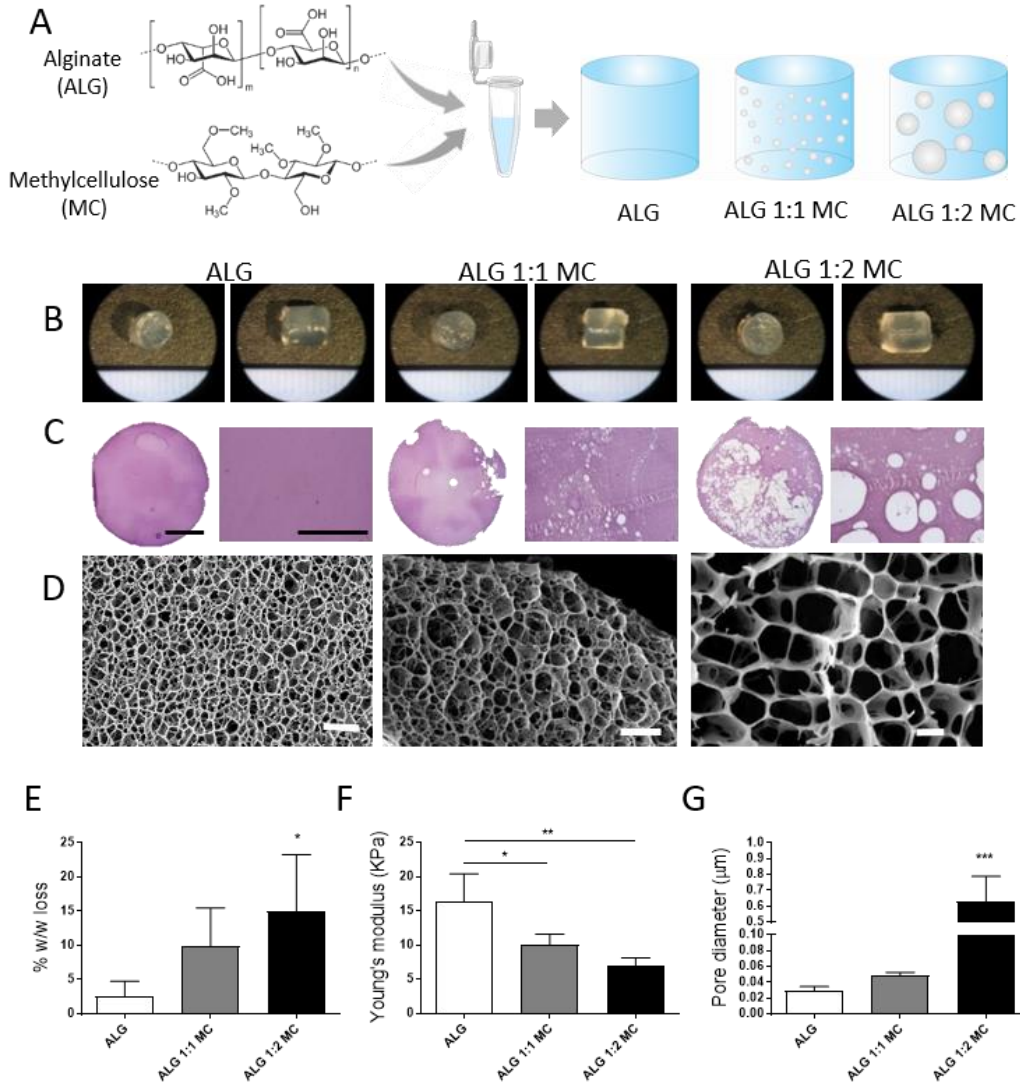 A
Alginate
(ALG)
OH
HO
O
OH
m
O
OH
OH
HO
n
O
Methylcellulose
(MC)
O
CH₃
HO
O
H₃C
O
H₃C
O
CH₃
O
OH
ALG
ALG 1:1 MC
ALG 1:2 MC
ALG
ALG 1:1 MC
ALG 1:2 MC
B
C
D
E
% w/w loss
25
20
15
10
5
0
*
ALG
ALG 1:1 MC
ALG 1:2 MC
F
Young's modulus (KPa)
25
20
15
10
5
0
**
*
ALG
ALG 1:1 MC
ALG 1:2 MC
G
Pore diameter (µm)
1.0
0.9
0.8
0.7
0.6
0.5
0.10
0.08
0.06
0.04
0.02
0.00
***
ALG
ALG 1:1 MC
ALG 1:2 MC